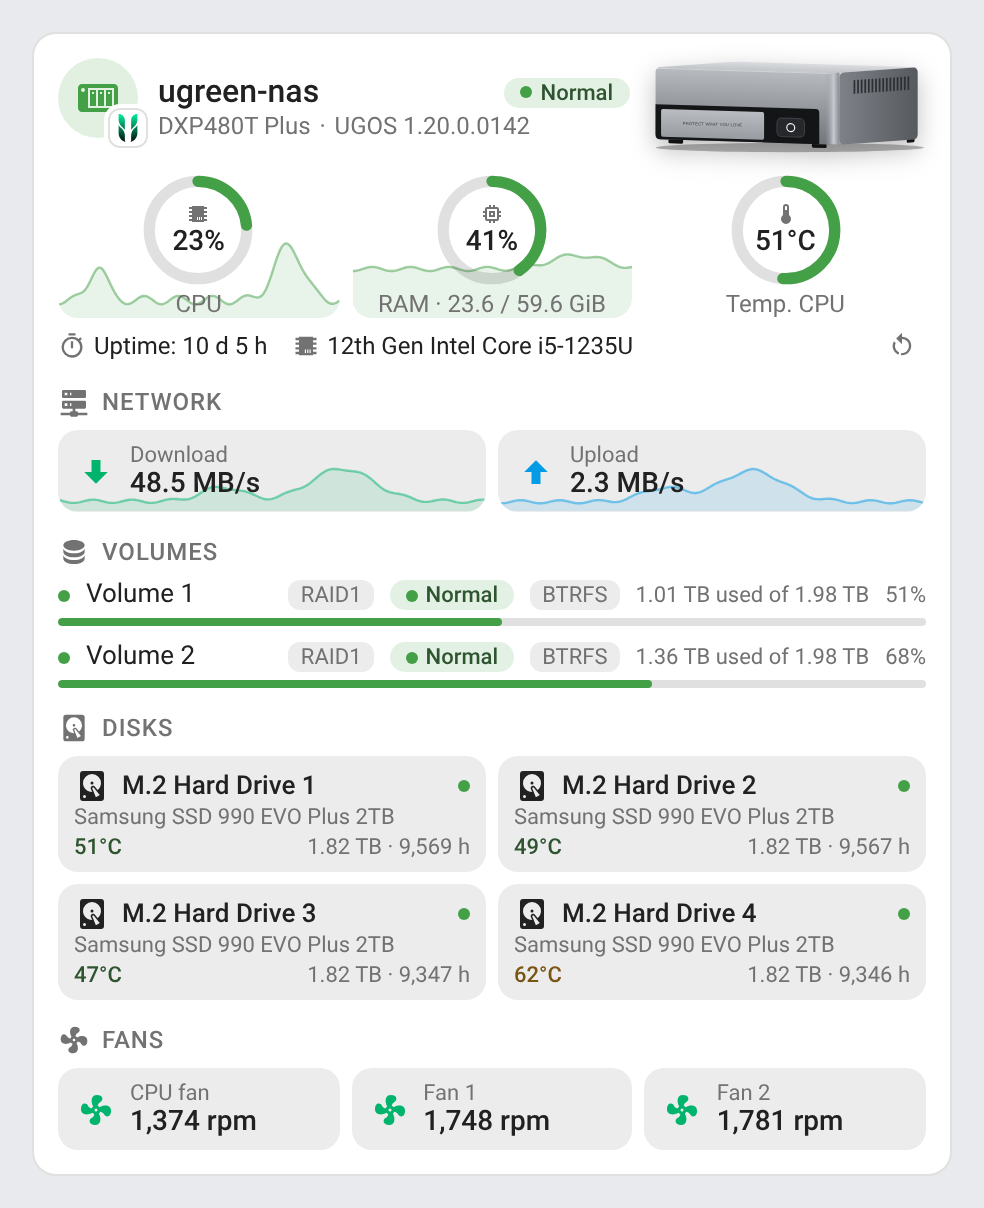 ugreen-nas
Normal
DXP480T Plus · UGOS 1.20.0.0142
PROTECT WHAT YOU LOVE
23%
41%
51°C
CPU
RAM · 23.6 / 59.6 GiB
Temp. CPU
Uptime: 10 d 5 h
12th Gen Intel Core i5-1235U
NETWORK
Download
48.5 MB/s
Upload
2.3 MB/s
VOLUMES
Volume 1 RAID1 Normal BTRFS 1.01 TB used of 1.98 TB 51%
Volume 2 RAID1 Normal BTRFS 1.36 TB used of 1.98 TB 68%
DISKS
M.2 Hard Drive 1
Samsung SSD 990 EVO Plus 2TB
51°C 1.82 TB · 9,569 h
M.2 Hard Drive 2
Samsung SSD 990 EVO Plus 2TB
49°C 1.82 TB · 9,567 h
M.2 Hard Drive 3
Samsung SSD 990 EVO Plus 2TB
47°C 1.82 TB · 9,347 h
M.2 Hard Drive 4
Samsung SSD 990 EVO Plus 2TB
62°C 1.82 TB · 9,346 h
FANS
CPU fan
1,374 rpm
Fan 1
1,748 rpm
Fan 2
1,781 rpm